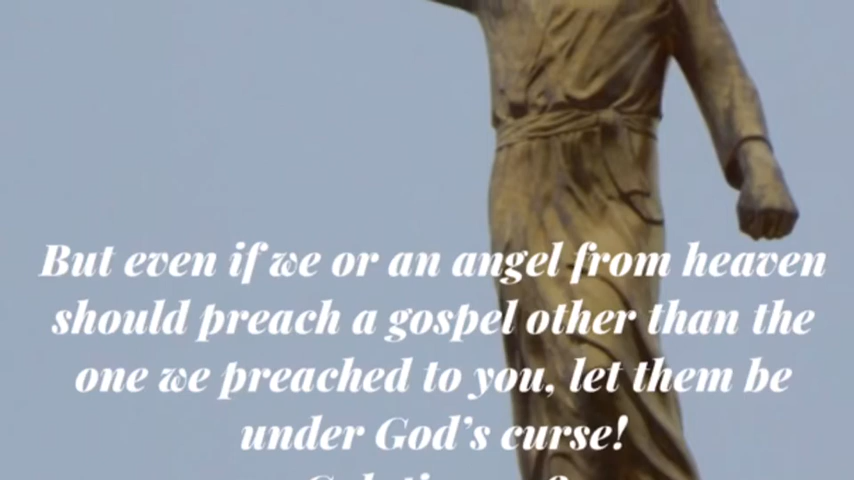 But even if we or an angel from heaven
should preach a gospel other than the
one we preached to you, let them be
under God’s curse!